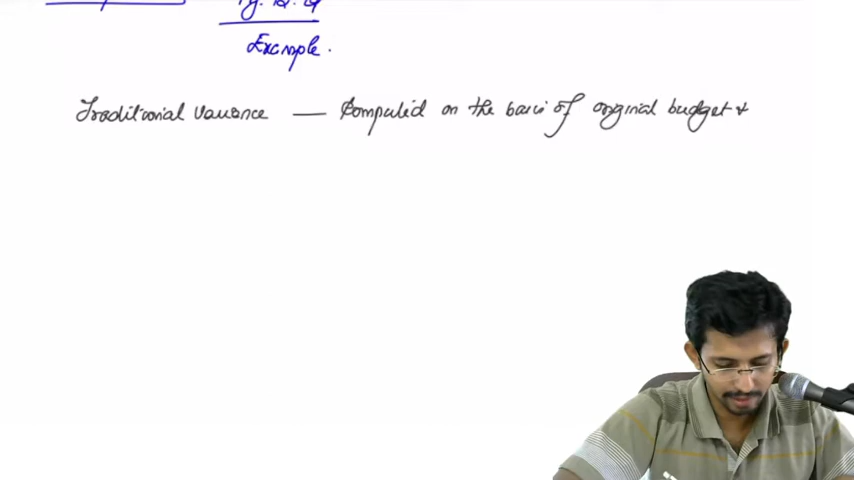 Example.
Traditional Variance — Computed on the basis of original budget &